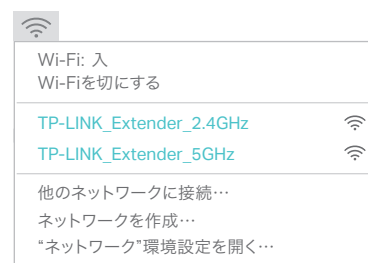 Wi-Fi: 入
Wi-Fiを切にする
TP-LINK_Extender_2.4GHz
TP-LINK_Extender_5GHz
他のネットワークに接続…
ネットワークを作成…
“ネットワーク”環境設定を開く…